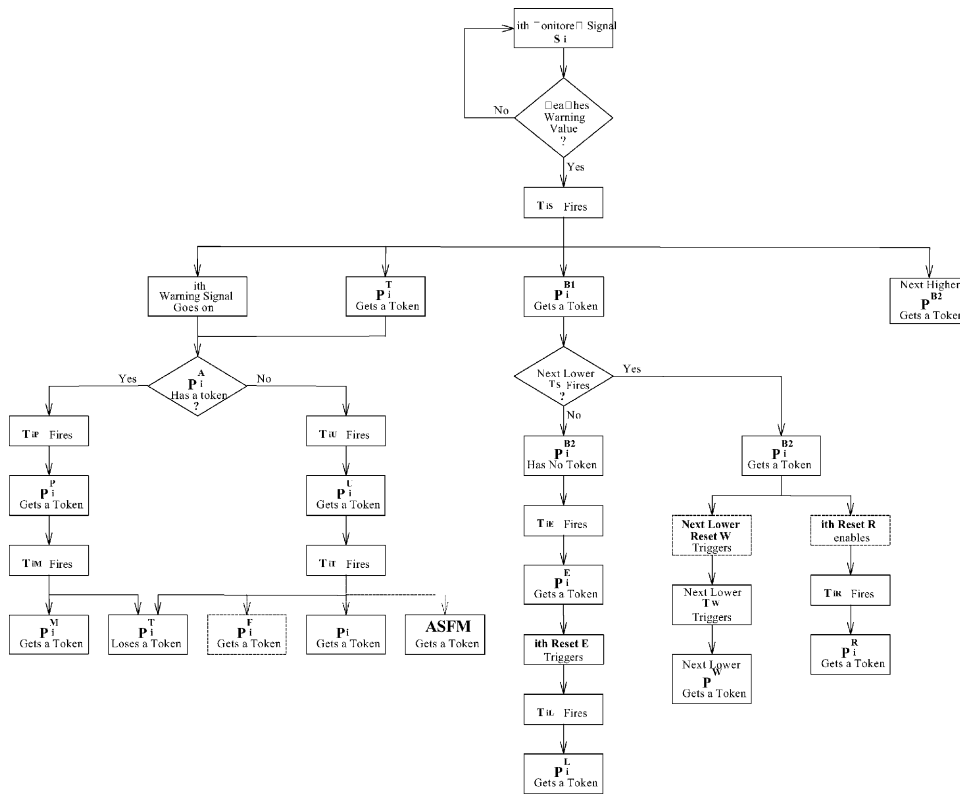 ith onitore Signal
S i
No
ea hes
Warning
Value
?
Yes
T iS Fires
ith
Warning Signal
Goes on
T
P i
Gets a Token
B1
P i
Gets a Token
Next Higher
B2
P
Gets a Token
Yes
A
P i
Has a token
?
No
Next Lower
Ts Fires
?
Yes
No
T iP Fires
T iU Fires
B2
P i
Has No Token
B2
P i
Gets a Token
P
P i
Gets a Token
U
P i
Gets a Token
T iE Fires
Next Lower
Reset W
Triggers
ith Reset R
enables
T iM Fires
T iT Fires
E
P i
Gets a Token
Next Lower
T W
Triggers
T iR Fires
M
P i
Gets a Token
T
P i
Loses a Token
F
P i
Gets a Token
P i
Gets a Token
ASFM
Gets a Token
ith Reset E
Triggers
Next Lower
W
P
Gets a Token
R
P i
Gets a Token
T iL Fires
L
P i
Gets a Token